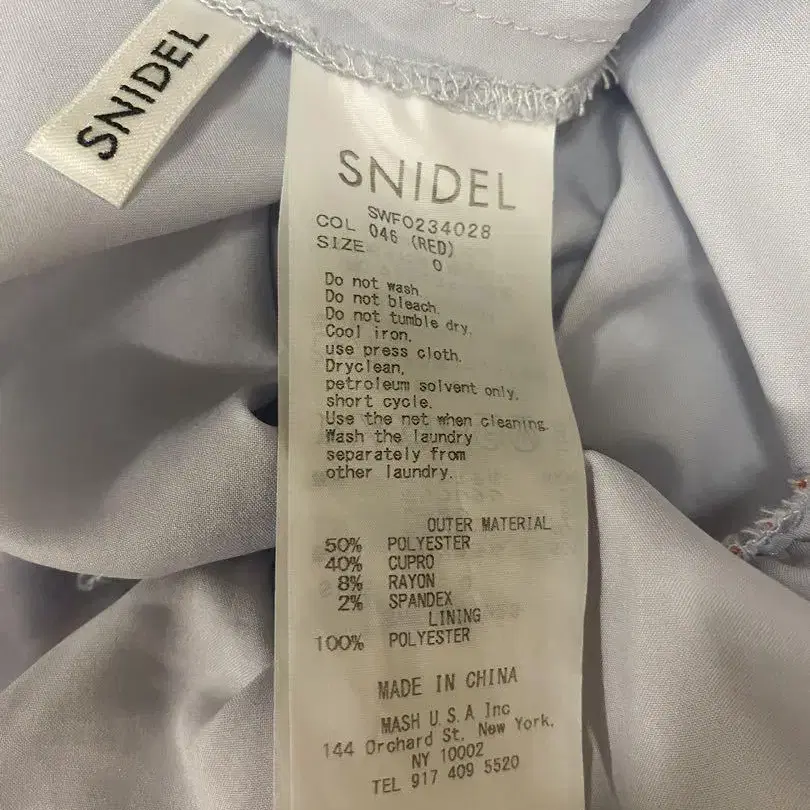 SNIDEL
SNIDEL
SWFO234028
COL 046 (RED)
SIZE 0
Do not wash.
Do not bleach.
Do not tumble dry.
Cool iron.
use press cloth.
Dryclean,
petroleum solvent only,
short cycle.
Use the net when cleaning.
Wash the laundry
separately from
other laundry.
OUTER MATERIAL
50% POLYESTER
40% CUPRO
8% RAYON
2% SPANDEX
LINING
100% POLYESTER
MADE IN CHINA
MASH U.S.A Inc
144 Orchard St. New York.
NY 10002
TEL 917 409 5520